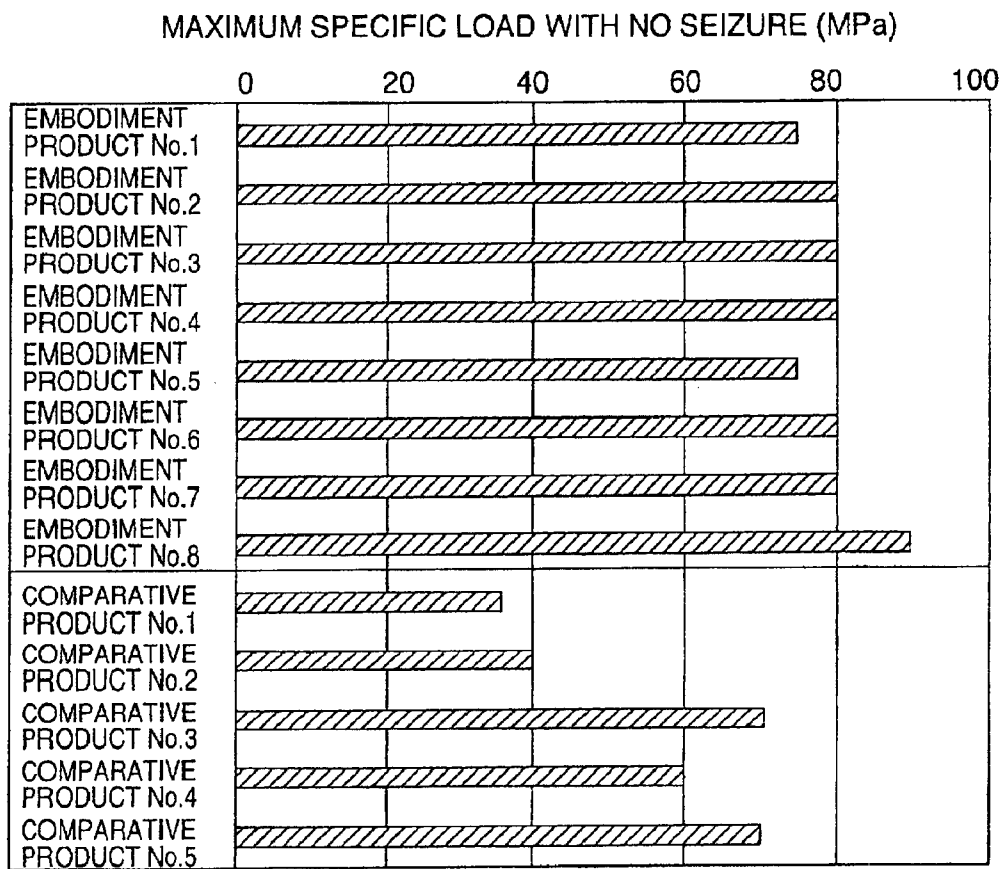 MAXIMUM SPECIFIC LOAD WITH NO SEIZURE (MPa)
0 20 40 60 80 100
EMBODIMENT
PRODUCT No.1
EMBODIMENT
PRODUCT No.2
EMBODIMENT
PRODUCT No.3
EMBODIMENT
PRODUCT No.4
EMBODIMENT
PRODUCT No.5
EMBODIMENT
PRODUCT No.6
EMBODIMENT
PRODUCT No.7
EMBODIMENT
PRODUCT No.8
COMPARATIVE
PRODUCT No.1
COMPARATIVE
PRODUCT No.2
COMPARATIVE
PRODUCT No.3
COMPARATIVE
PRODUCT No.4
COMPARATIVE
PRODUCT No.5